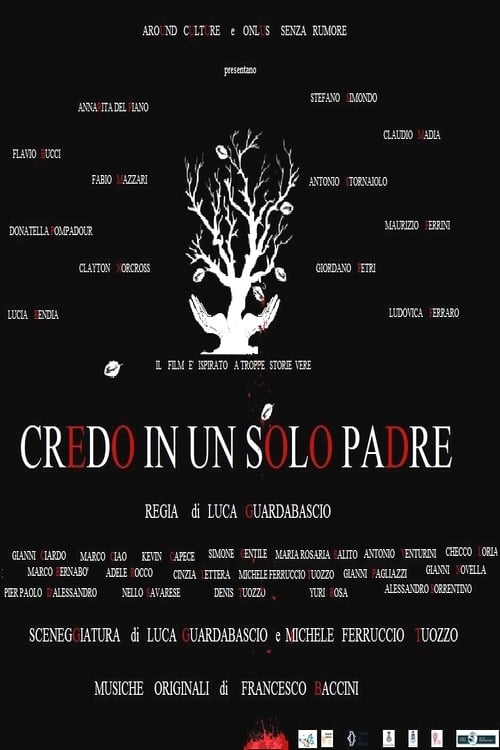 AROUND CULTURE e ONLUS SENZA RUMORE
presentano
STEFANO SIMONDO
ANNARITA DEL PIANO
CLAUDIO MADIA
FLAVIO BUCCI
FABIO MAZZARI
ANTONIO STORNAIOLO
MAURIZIO FERRINI
DONATELLA POMPADOUR
CLAYTON NORCROSS
GIORDANO PETRI
LUCIA BENDIA
LUDOVICA FERRARO
IL FILM E' ISPIRATO A TROPPE STORIE VERE
CREDO IN UN SOLO PADRE
REGIA di LUCA GUARDABASCIO
GIANNI CIARDO MARCO CIAO KEVIN CAPECE SIMONE GENTILE MARIA ROSARIA SALITO ANTONIO VENTURINI CHECCO LORIA
MARCO BERNABO' ADELE ROCCO CINZIA LETTERA MICHELE FERRUCCIO TUOZZO GIANNI PAGLIAZZI GIANNI NOVELLA
PIER PAOLO D'ALESSANDRO NELLO NAVARESE DENIS TUOZZO YURI ROSA ALESSANDRO SORRENTINO
SCENEGGIATURA di LUCA GUARDABASCIO e MICHELE FERRUCCIO TUOZZO
MUSICHE ORIGINALI di FRANCESCO BACCINI